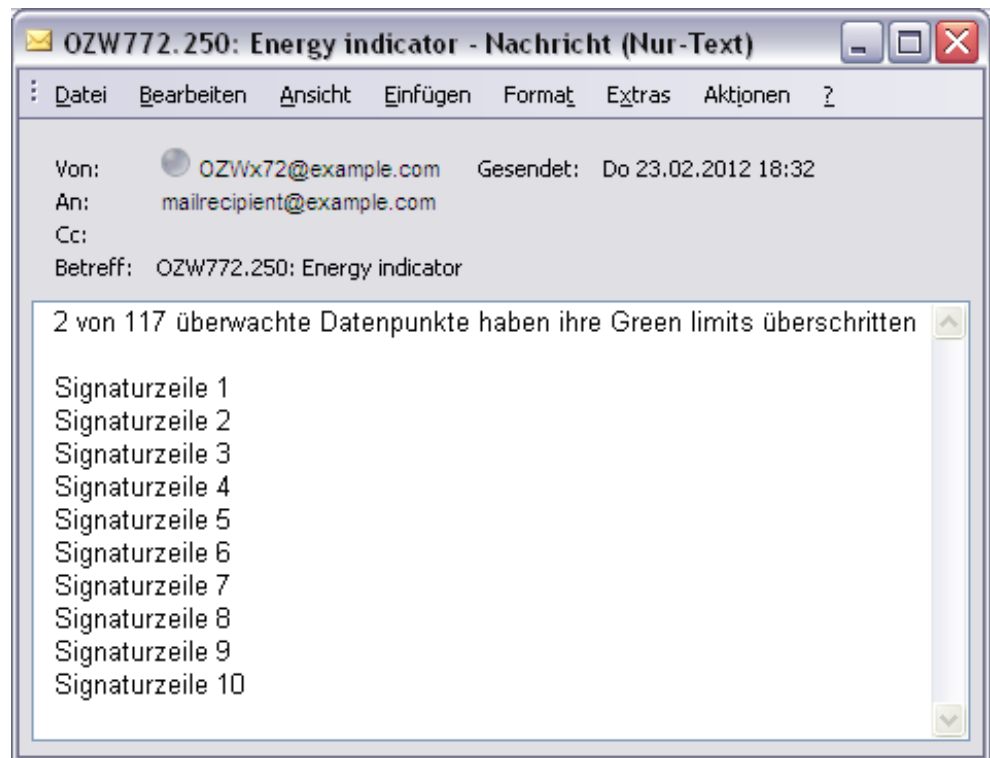 OZW772.250: Energy indicator - Nachricht (Nur-Text)
Datei Bearbeiten Ansicht Einfügen Format Extras Aktionen ?
Von: OZWx72@example.com Gesendet: Do 23.02.2012 18:32
An: mailrecipient@example.com
Cc:
Betreff: OZW772.250: Energy indicator
2 von 117 überwachte Datenpunkte haben ihre Green limits überschritten
Signaturzeile 1
Signaturzeile 2
Signaturzeile 3
Signaturzeile 4
Signaturzeile 5
Signaturzeile 6
Signaturzeile 7
Signaturzeile 8
Signaturzeile 9
Signaturzeile 10